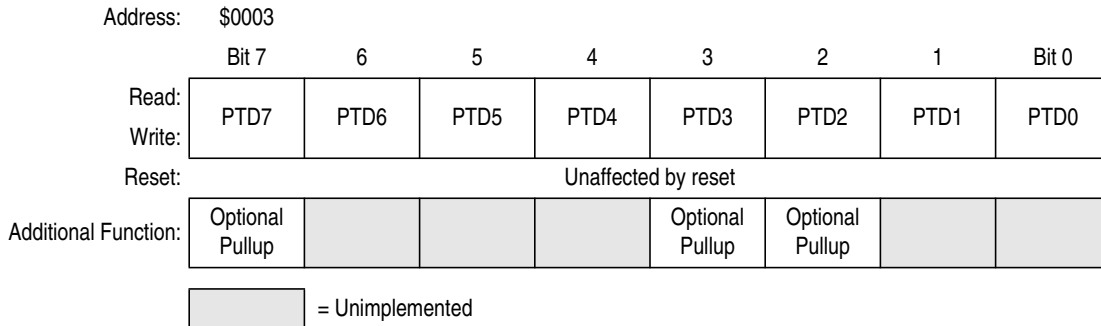 Address: $0003
Bit 7 6 5 4 3 2 1 Bit 0
Read:
PTD7 PTD6 PTD5 PTD4 PTD3 PTD2 PTD1 PTD0
Write:
Reset: Unaffected by reset
Additional Function: Optional Pullup Optional Pullup Optional Pullup
= Unimplemented